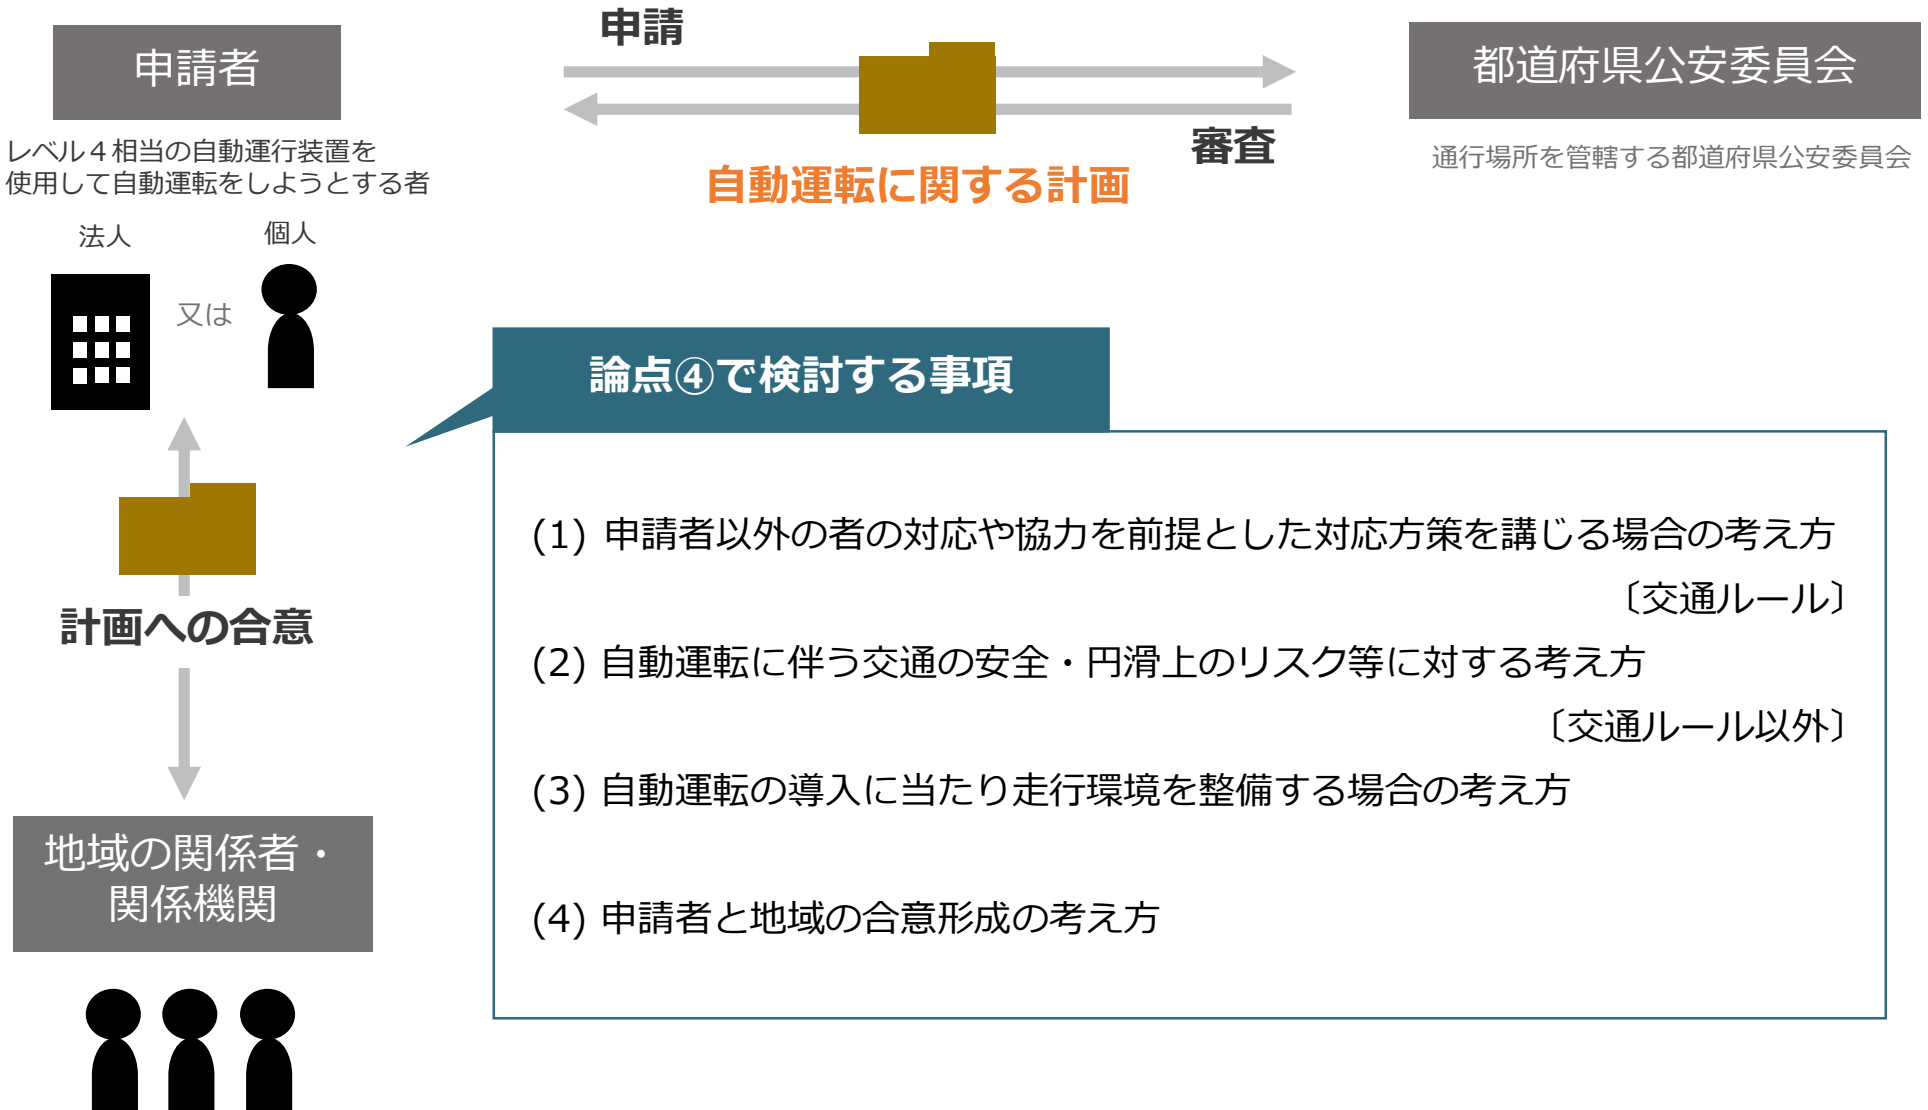 申請者
申請
都道府県公安委員会
審査
自動運転に関する計画
通行場所を管轄する都道府県公安委員会
レベル４相当の自動運行装置を
使用して自動運転をしようとする者
法人
個人
又は
計画への合意
地域の関係者・
関係機関
論点④で検討する事項
(1) 申請者以外の者の対応や協力を前提とした対応方策を講じる場合の考え方
〔交通ルール〕
(2) 自動運転に伴う交通の安全・円滑上のリスク等に対する考え方
〔交通ルール以外〕
(3) 自動運転の導入に当たり走行環境を整備する場合の考え方
(4) 申請者と地域の合意形成の考え方